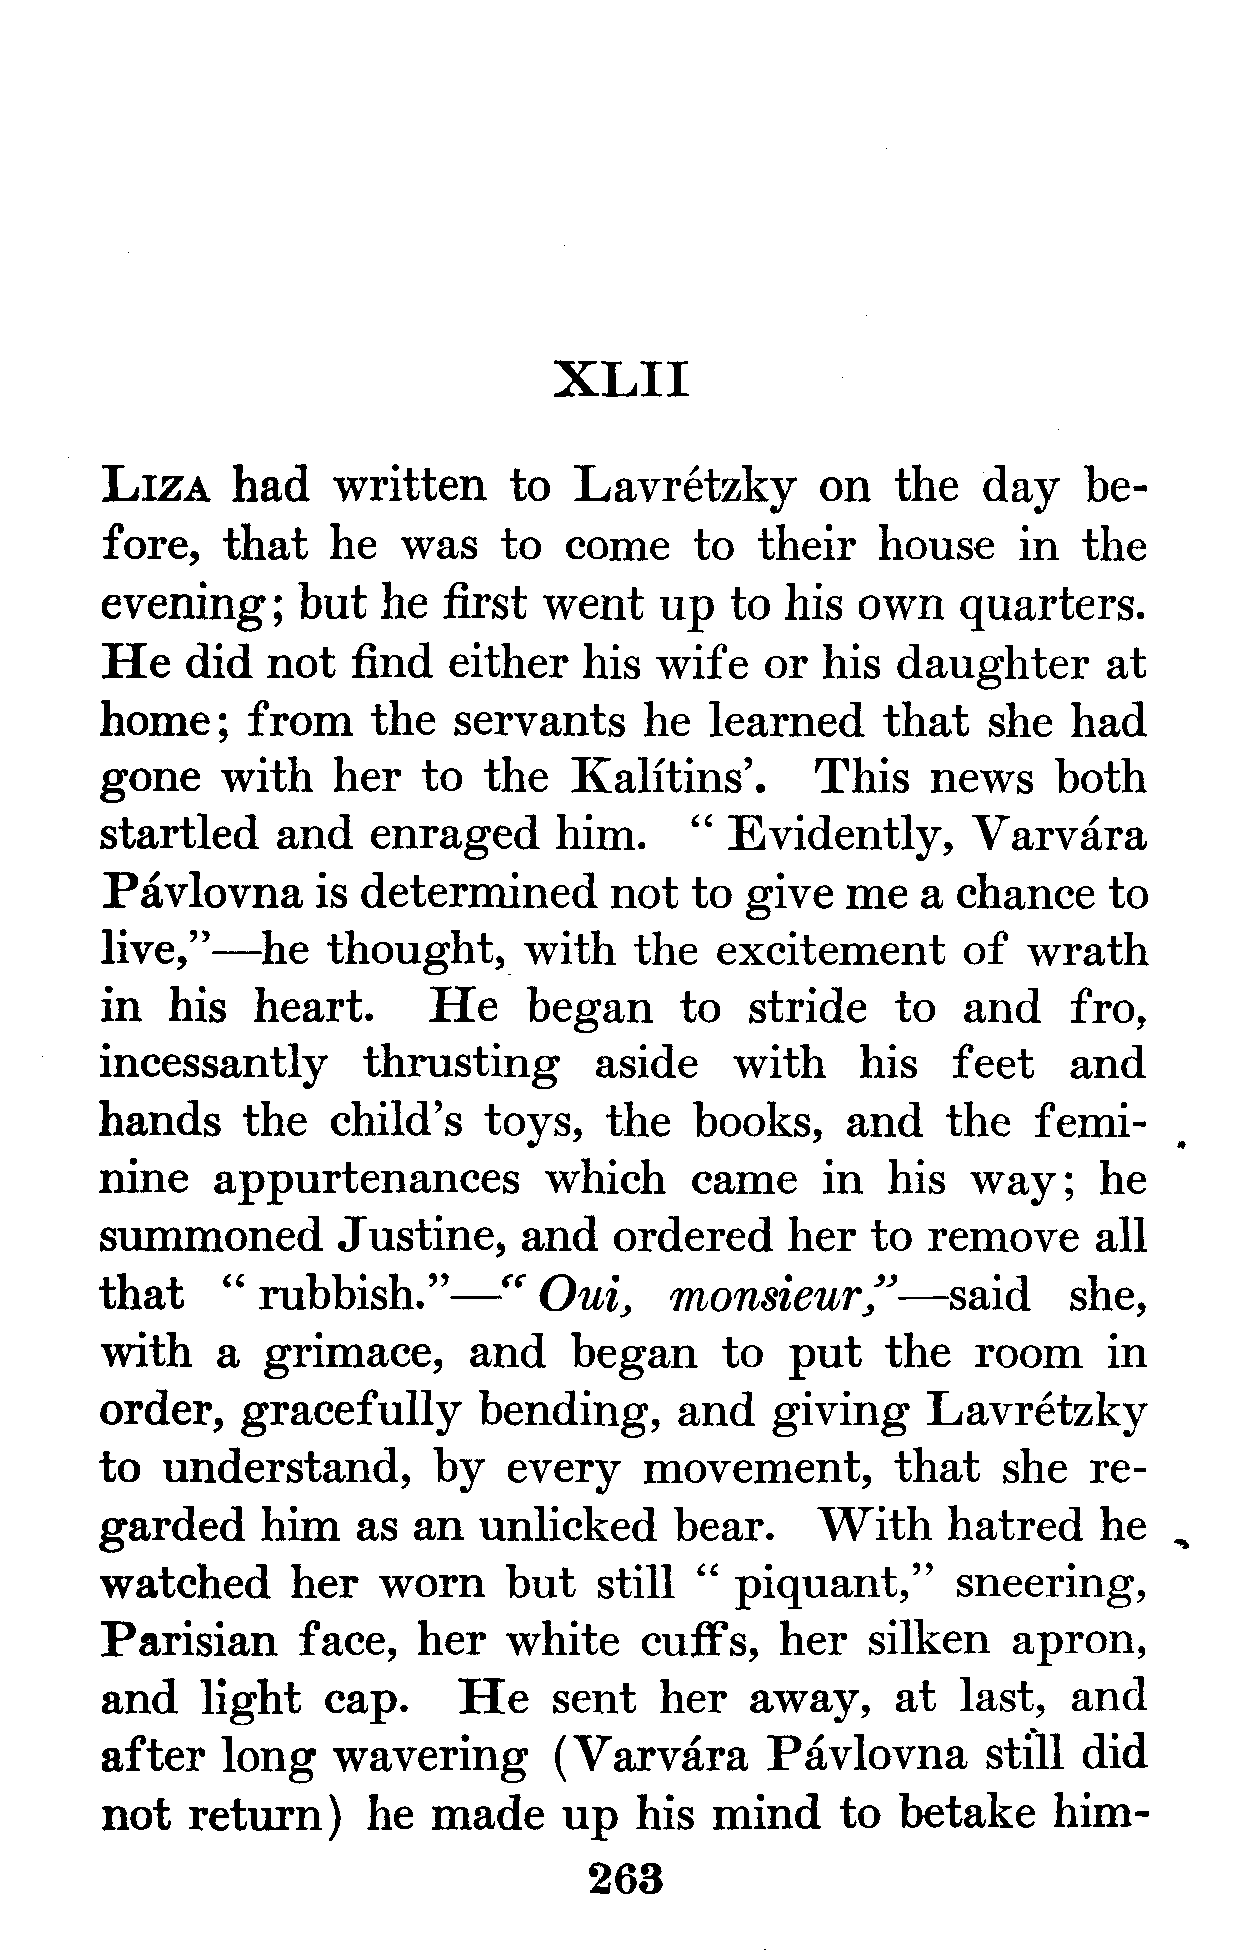 XLII
Liza had written to Lavrétzky on the day be-
fore, that he was to come to their house in the
evening; but he first went up to his own quarters.
He did not find either his wife or his daughter at
home; from the servants he learned that she had
gone with her to the Kalítins'. This news both
startled and enraged him. " Evidently, Varvára
Pávlovna is determined not to give me a chance to
live,"—he thought, with the excitement of wrath
in his heart. He began to stride to and fro,
incessantly thrusting aside with his feet and
hands the child's toys, the books, and the femi-
nine appurtenances which came in his way; he
summoned Justine, and ordered her to remove all
that " rubbish."—" Oui, monsieur,"—said she,
with a grimace, and began to put the room in
order, gracefully bending, and giving Lavrétzky
to understand, by every movement, that she re-
garded him as an unlicked bear. With hatred he
watched her worn but still " piquant," sneering,
Parisian face, her white cuffs, her silken apron,
and light cap. He sent her away, at last, and
after long wavering (Varvára Pávlovna still did
not return) he made up his mind to betake him-
263